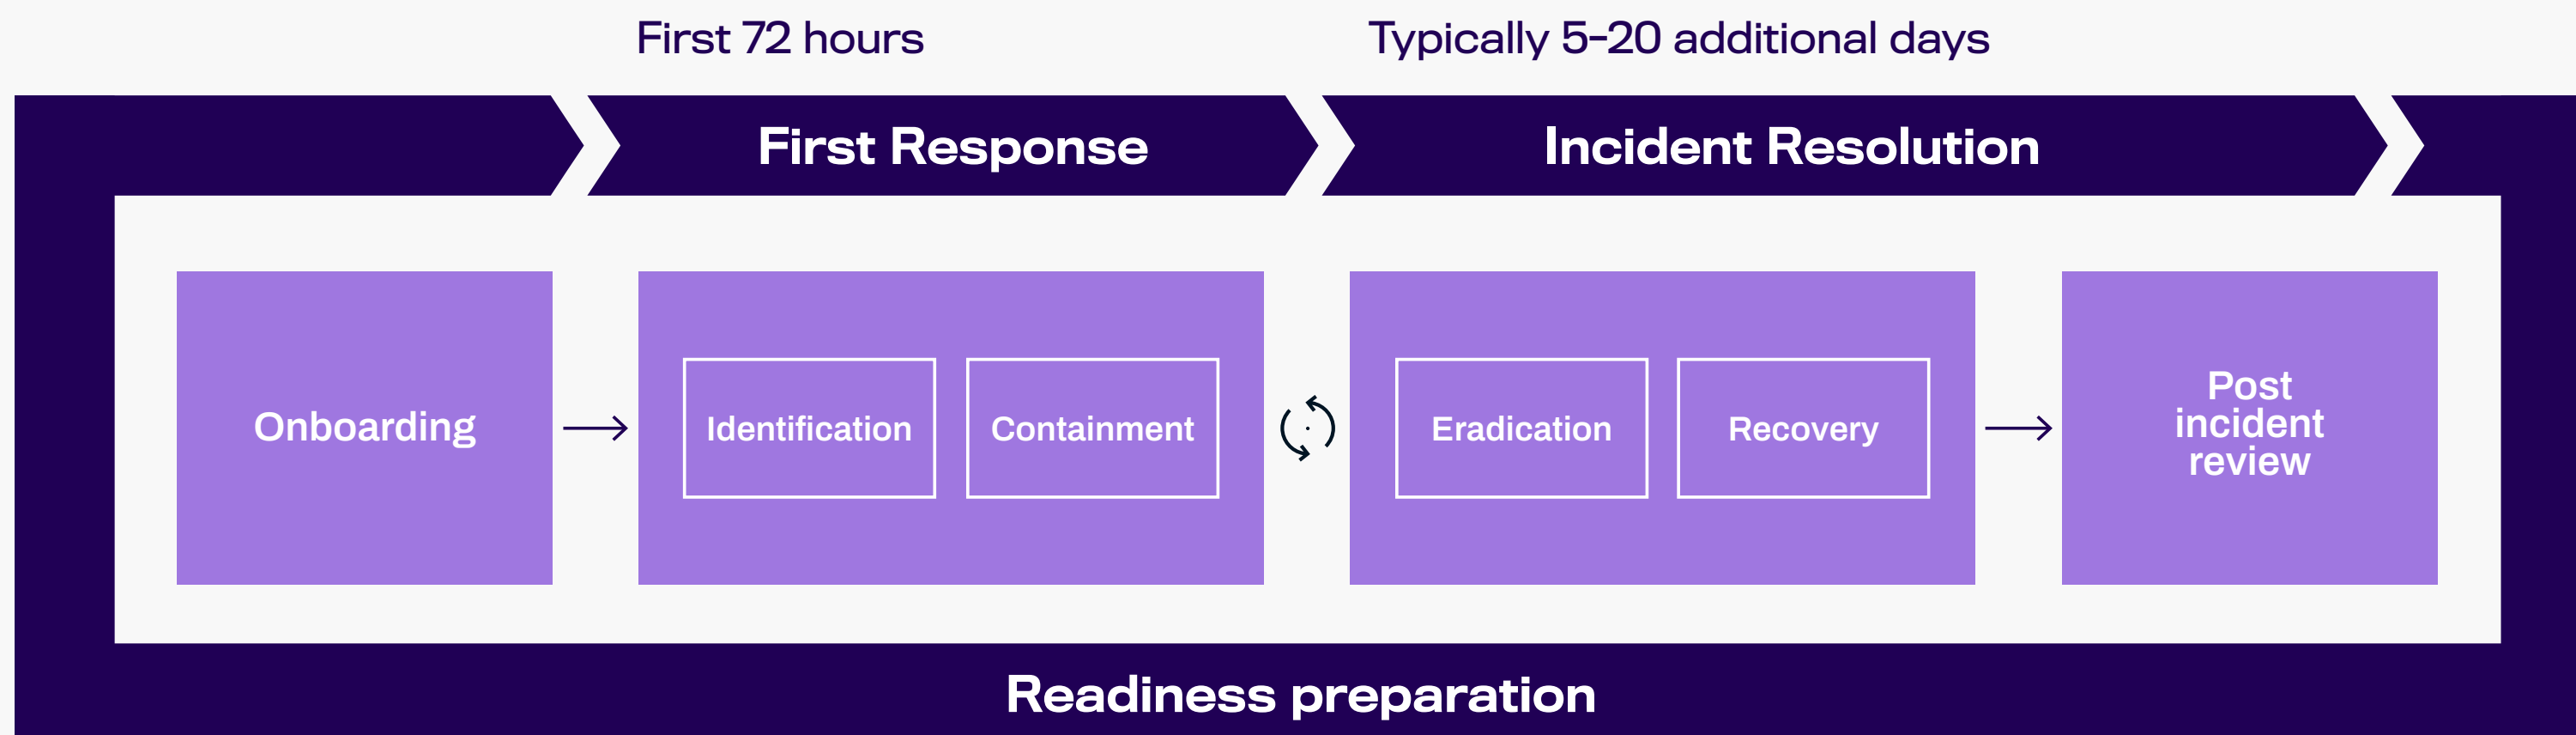 First 72 hours
Typically 5-20 additional days
First Response
Incident Resolution
Onboarding
Identification
Containment
Eradication
Recovery
Post
incident
review
Readiness preparation